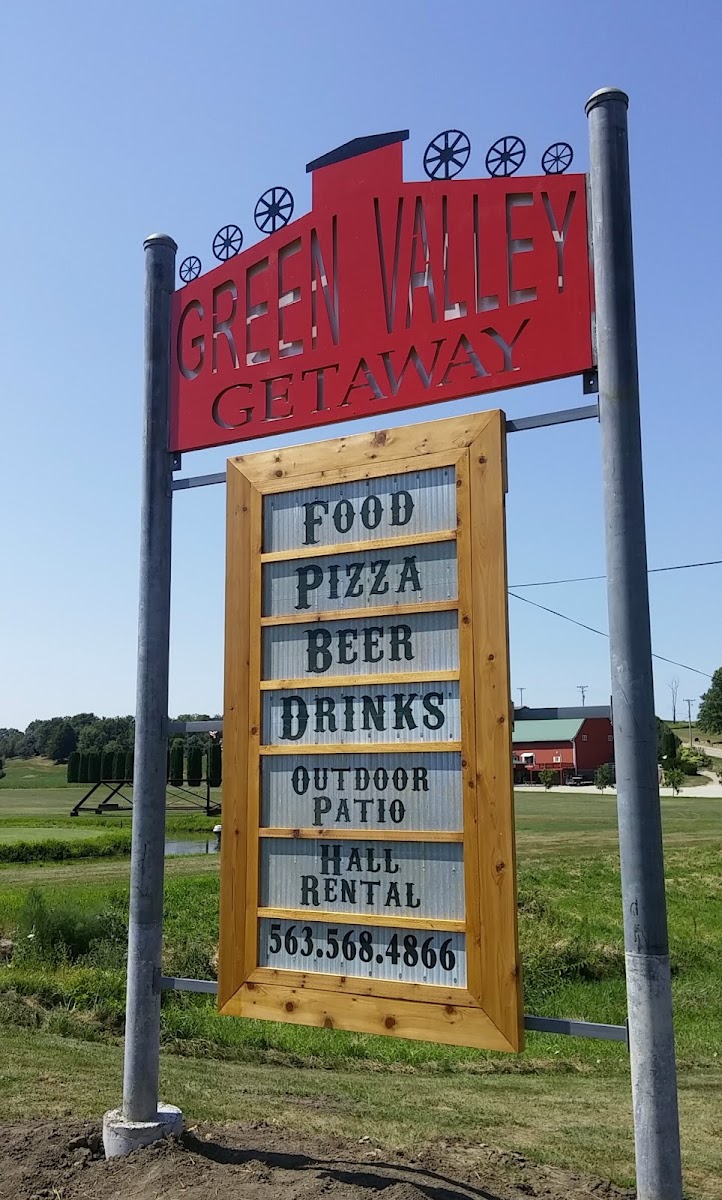 GREEN VALLEY
GETAWAY
FOOD
PIZZA
BEER
DRINKS
OUTDOOR
PATIO
HALL
RENTAL
563.568.4866